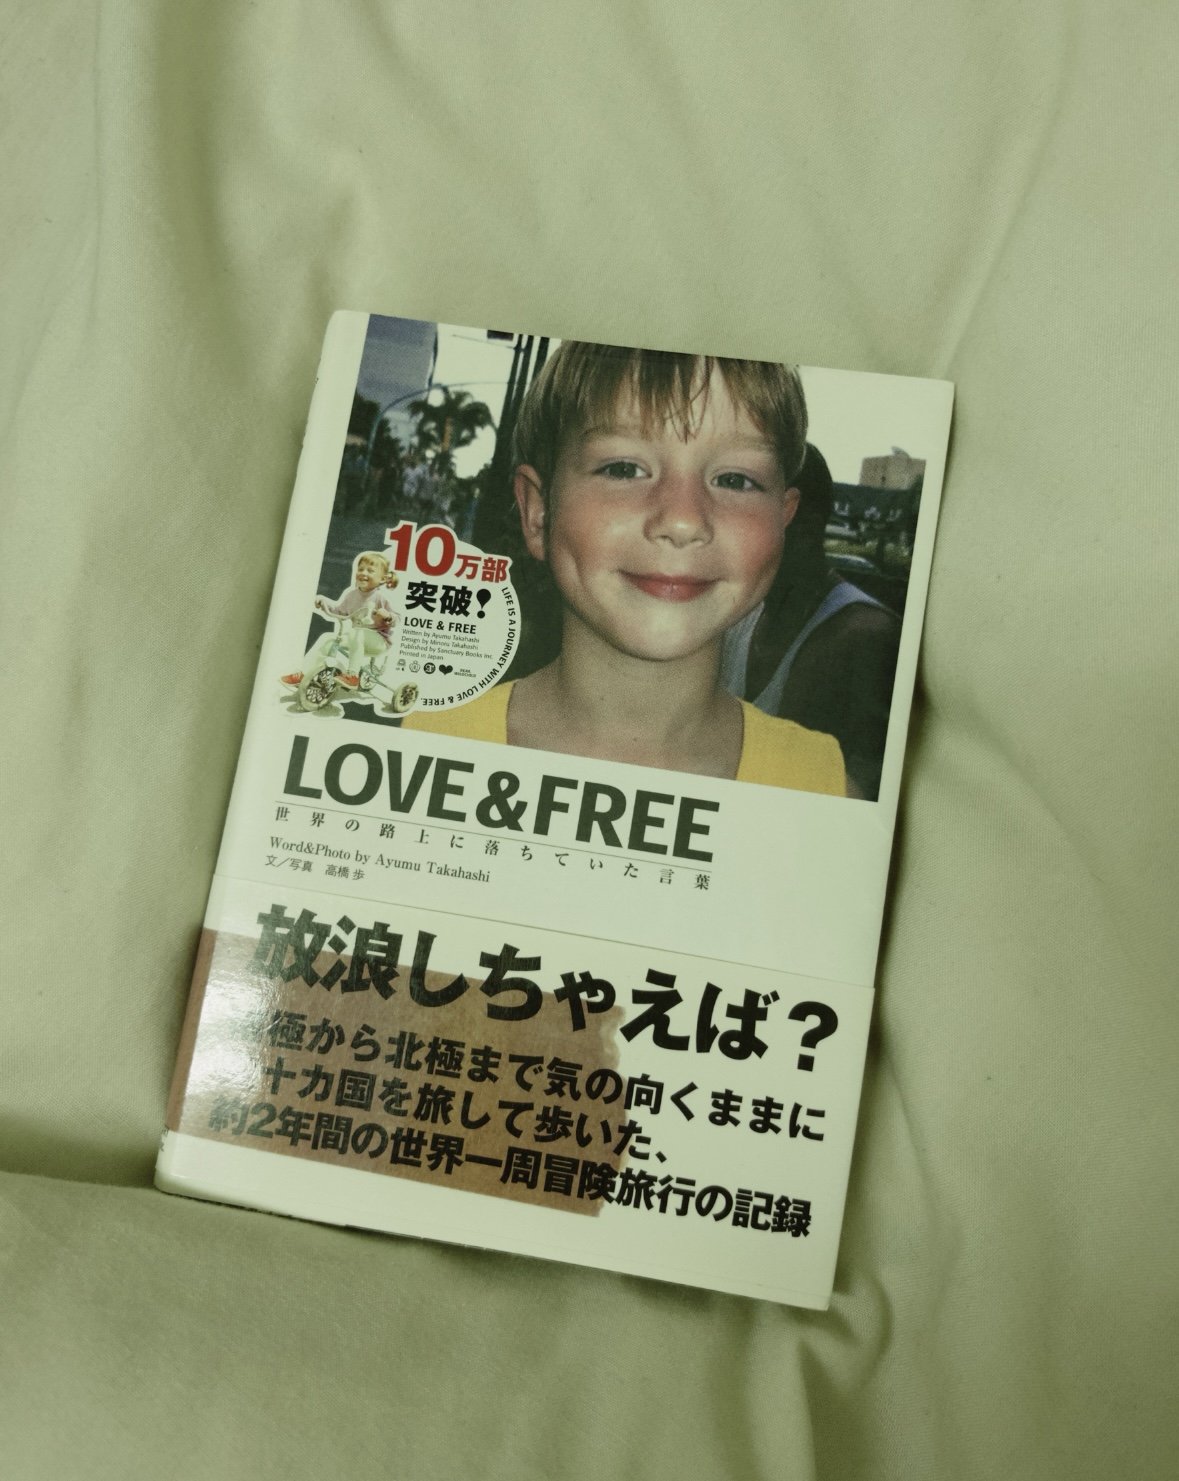 10万部
突破!
LOVE & FREE
Written by Ayumu Takahashi
Design by Minoru Takahashi
Published by Sanctuary Books Inc.
Printed in Japan
LIFE IS A JOURNEY WITH LOVE & FREE.
LOVE&FREE
世界の路上に落ちていた言葉
Word&Photo by Ayumu Takahashi
文/写真 高橋 歩
放浪しちゃえば?
極から北極まで気の向くままに
十カ国を旅して歩いた、
約2年間の世界一周冒険旅行の記録